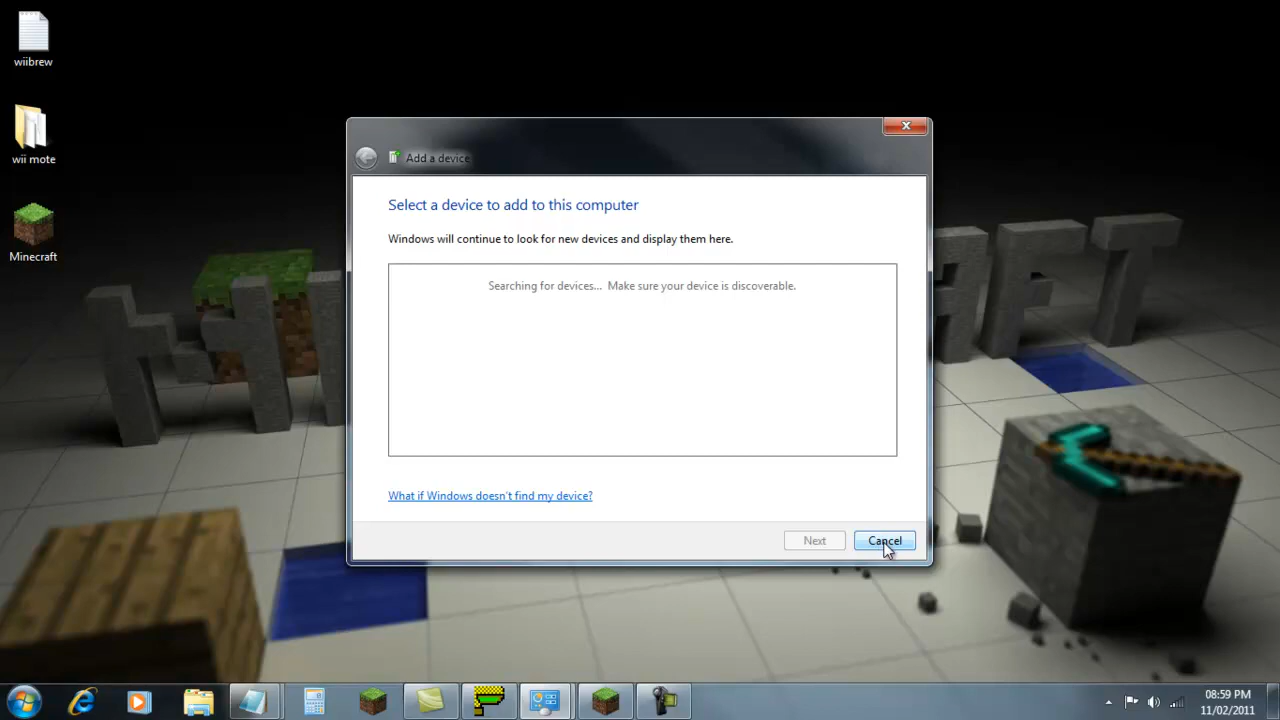 wiibrew
wii mote
Minecraft
Add a device
Select a device to add to this computer
Windows will continue to look for new devices and display them here.
Searching for devices... Make sure your device is discoverable.
What if Windows doesn't find my device?
Next
Cancel
08:59 PM
11/02/2011